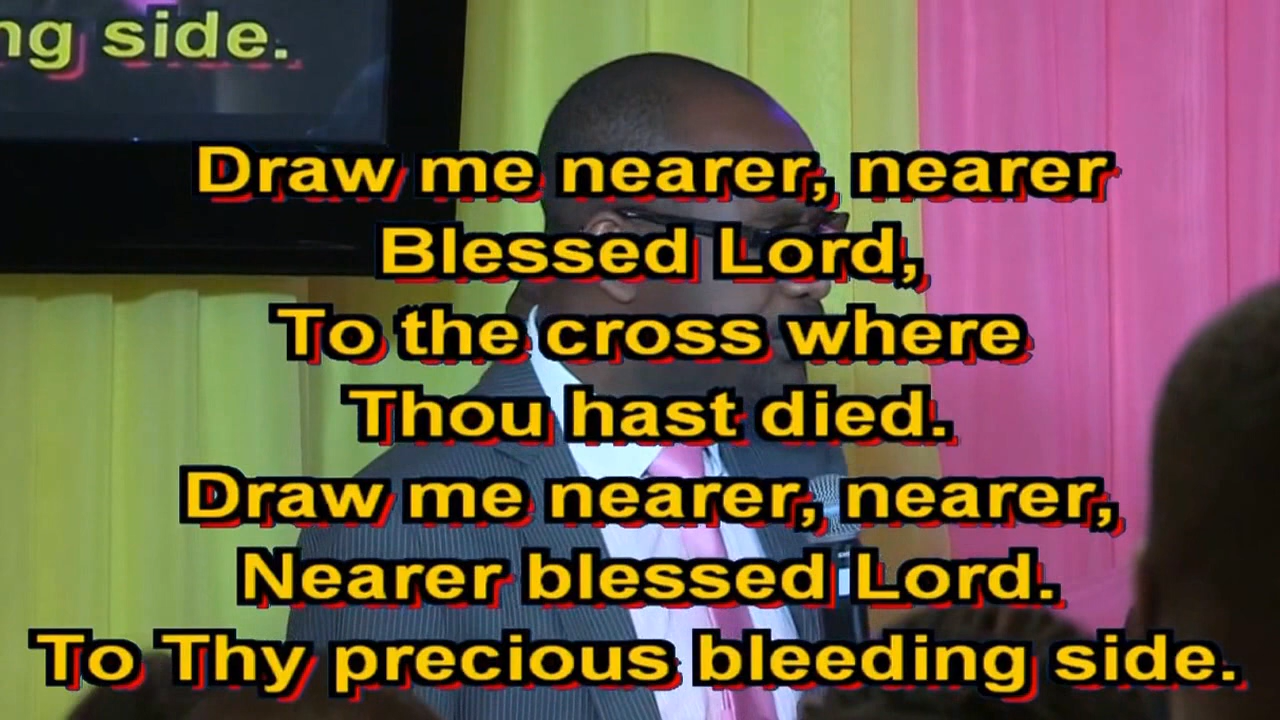 ng side.
Draw me nearer, nearer
Blessed Lord,
To the cross where
Thou hast died.
Draw me nearer, nearer,
Nearer blessed Lord.
To Thy precious bleeding side.